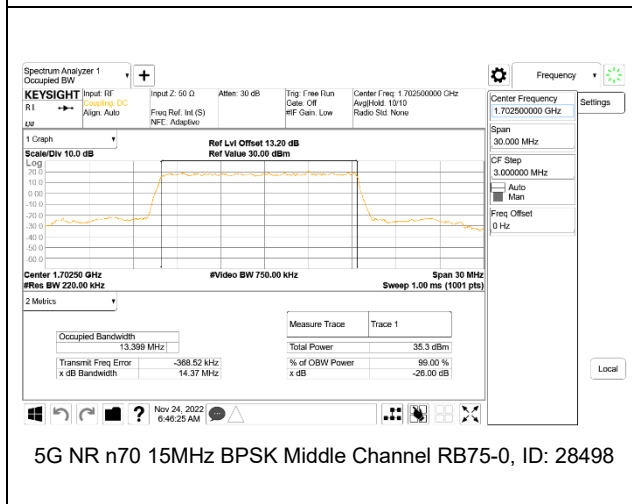 Spectrum Analyzer 1
Occupied BW
+
Frequency
KEYSIGHT
Input: RF
Coupling: DC
Align: Auto
Input Z: 50 Ω
Freq Ref: Int (S)
NFE: Adaptive
Atten: 30 dB
Trig: Free Run
Gate: Off
#IF Gain: Low
Center Freq: 1.702500000 GHz
Avg|Hold: 10/10
Radio Std: None
Center Frequency
1.702500000 GHz
Settings
Span
30.000 MHz
CF Step
3.000000 MHz
Auto
Man
Freq Offset
0 Hz
1 Graph
Scale/Div 10.0 dB
Ref Lvl Offset 13.20 dB
Ref Value 30.00 dBm
Log
20.0
10.0
0.00
-10.0
-20.0
-30.0
-40.0
-50.0
-60.0
Center 1.70250 GHz
#Video BW 750.00 kHz
Span 30 MHz
#Res BW 220.00 kHz
Sweep 1.00 ms (1001 pts)
2 Metrics
Measure Trace
Trace 1
Occupied Bandwidth
13.399 MHz
Total Power
35.3 dBm
Transmit Freq Error
-368.52 kHz
% of OBW Power
99.00 %
x dB Bandwidth
14.37 MHz
x dB
-26.00 dB
Local
?
Nov 24, 2022
6:46:25 AM
5G NR n70 15MHz BPSK Middle Channel RB75-0, ID: 28498